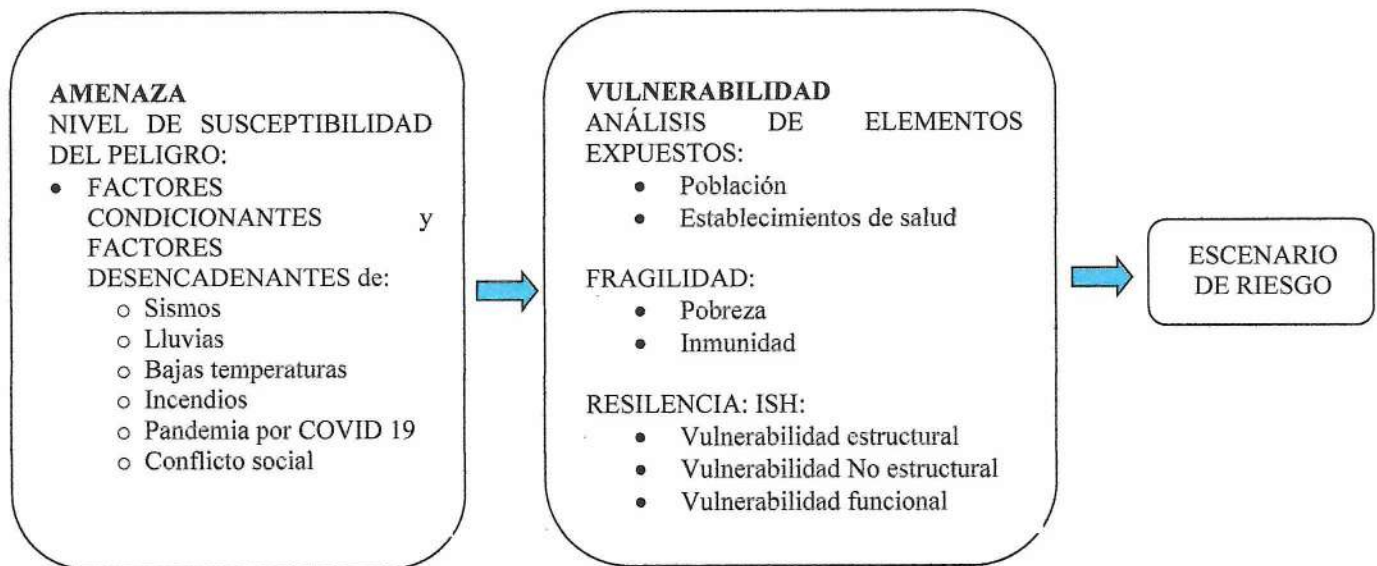 AMENAZA
NIVEL DE SUSCEPTIBILIDAD
DEL PELIGRO:
• FACTORES
CONDICIONANTES y
FACTORES
DESENCADENANTES de:
o Sismos
o Lluvias
o Bajas temperaturas
o Incendios
o Pandemia por COVID 19
o Conflicto social
VULNERABILIDAD
ANÁLISIS DE ELEMENTOS
EXPUESTOS:
• Población
• Establecimientos de salud
FRAGILIDAD:
• Pobreza
• Inmunidad
RESILENCIA: ISH:
• Vulnerabilidad estructural
• Vulnerabilidad No estructural
• Vulnerabilidad funcional
ESCENARIO
DE RIESGO